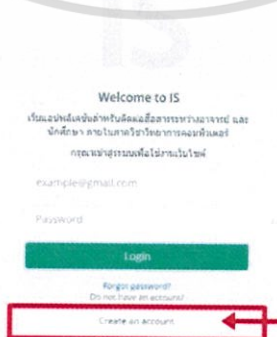 IS
Welcome to IS
เว็บแอปพลิเคชันสำหรับติดต่อสื่อสารระหว่างอาจารย์ และ
นักศึกษา ภายในภาควิชาวิทยาการคอมพิวเตอร์
กรุณาเข้าสู่ระบบเพื่อใช้งานเว็บไซต์
example@gmail.com
Password
Login
Forgot password?
Do not have an account?
Create an account